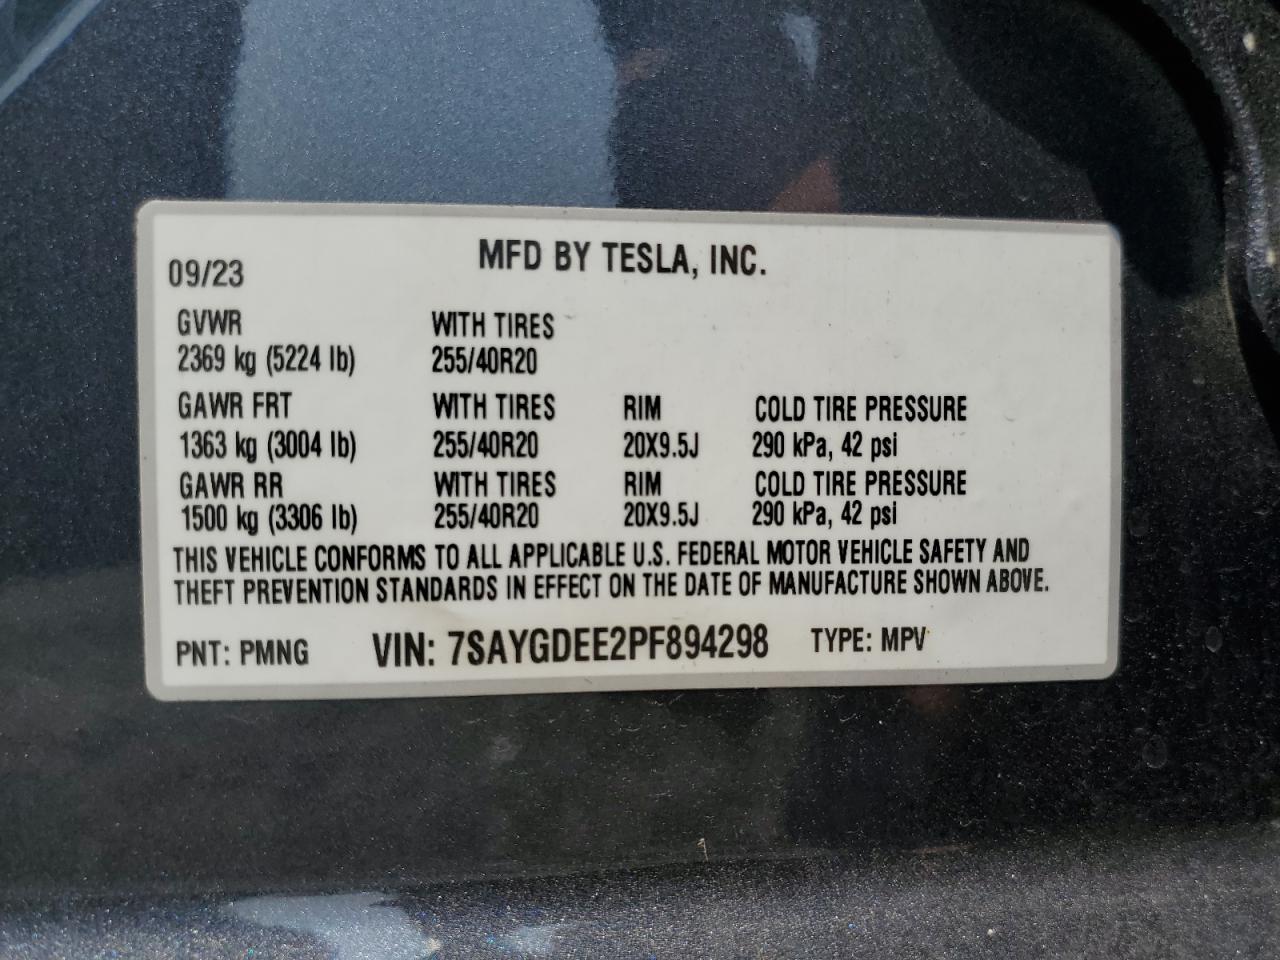 MFD BY TESLA, INC.
09/23
GVWR WITH TIRES
2369 kg (5224 lb) 255/40R20
GAWR FRT WITH TIRES RIM COLD TIRE PRESSURE
1363 kg (3004 lb) 255/40R20 20X9.5J 290 kPa, 42 psi
GAWR RR WITH TIRES RIM COLD TIRE PRESSURE
1500 kg (3306 lb) 255/40R20 20X9.5J 290 kPa, 42 psi
THIS VEHICLE CONFORMS TO ALL APPLICABLE U.S. FEDERAL MOTOR VEHICLE SAFETY AND
THEFT PREVENTION STANDARDS IN EFFECT ON THE DATE OF MANUFACTURE SHOWN ABOVE.
PNT: PMNG VIN: 7SAYGDEE2PF894298 TYPE: MPV